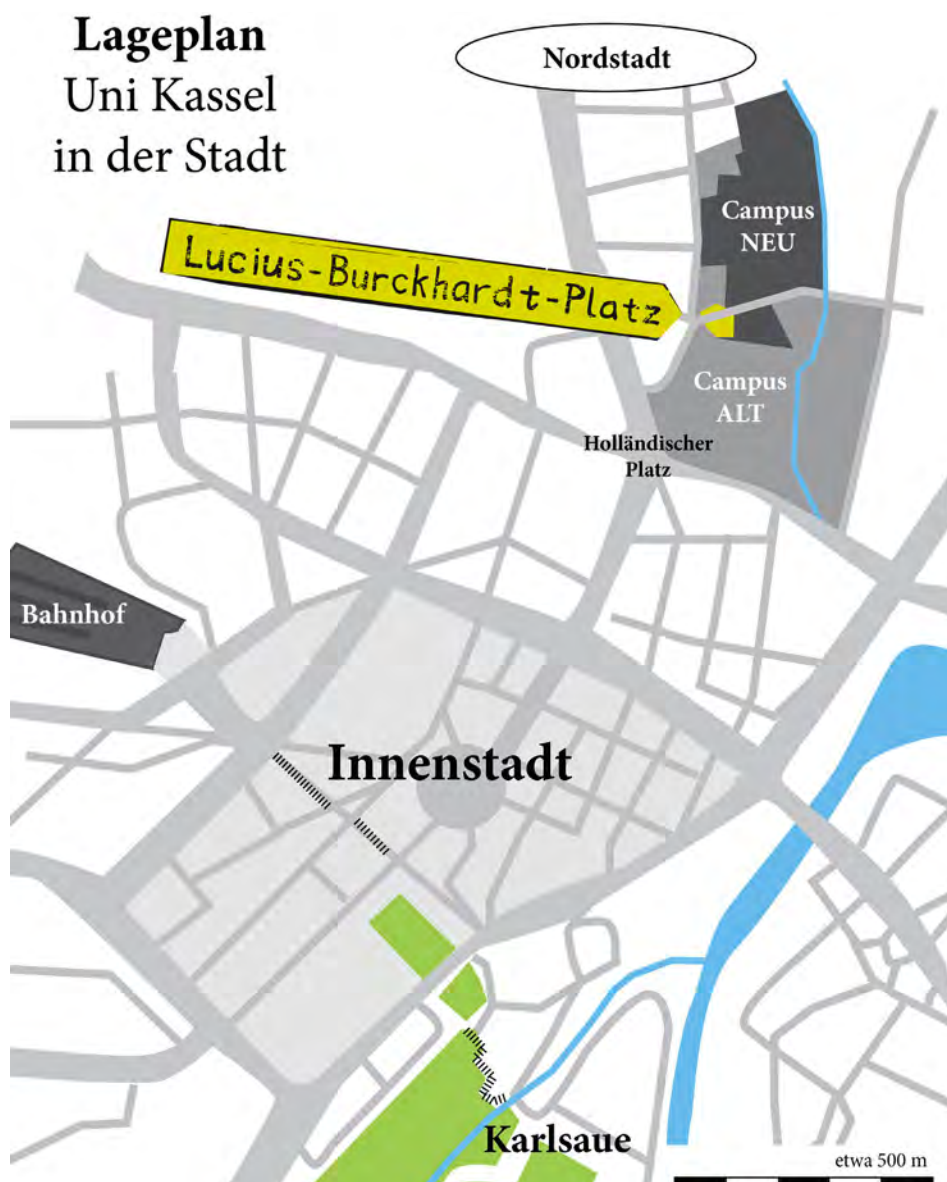 Lageplan
Uni Kassel
in der Stadt
Nordstadt
Campus
NEU
Lucius-Burckhardt-Platz
Campus
ALT
Holländischer
Platz
Bahnhof
Innenstadt
Karlsaue
etwa 500 m